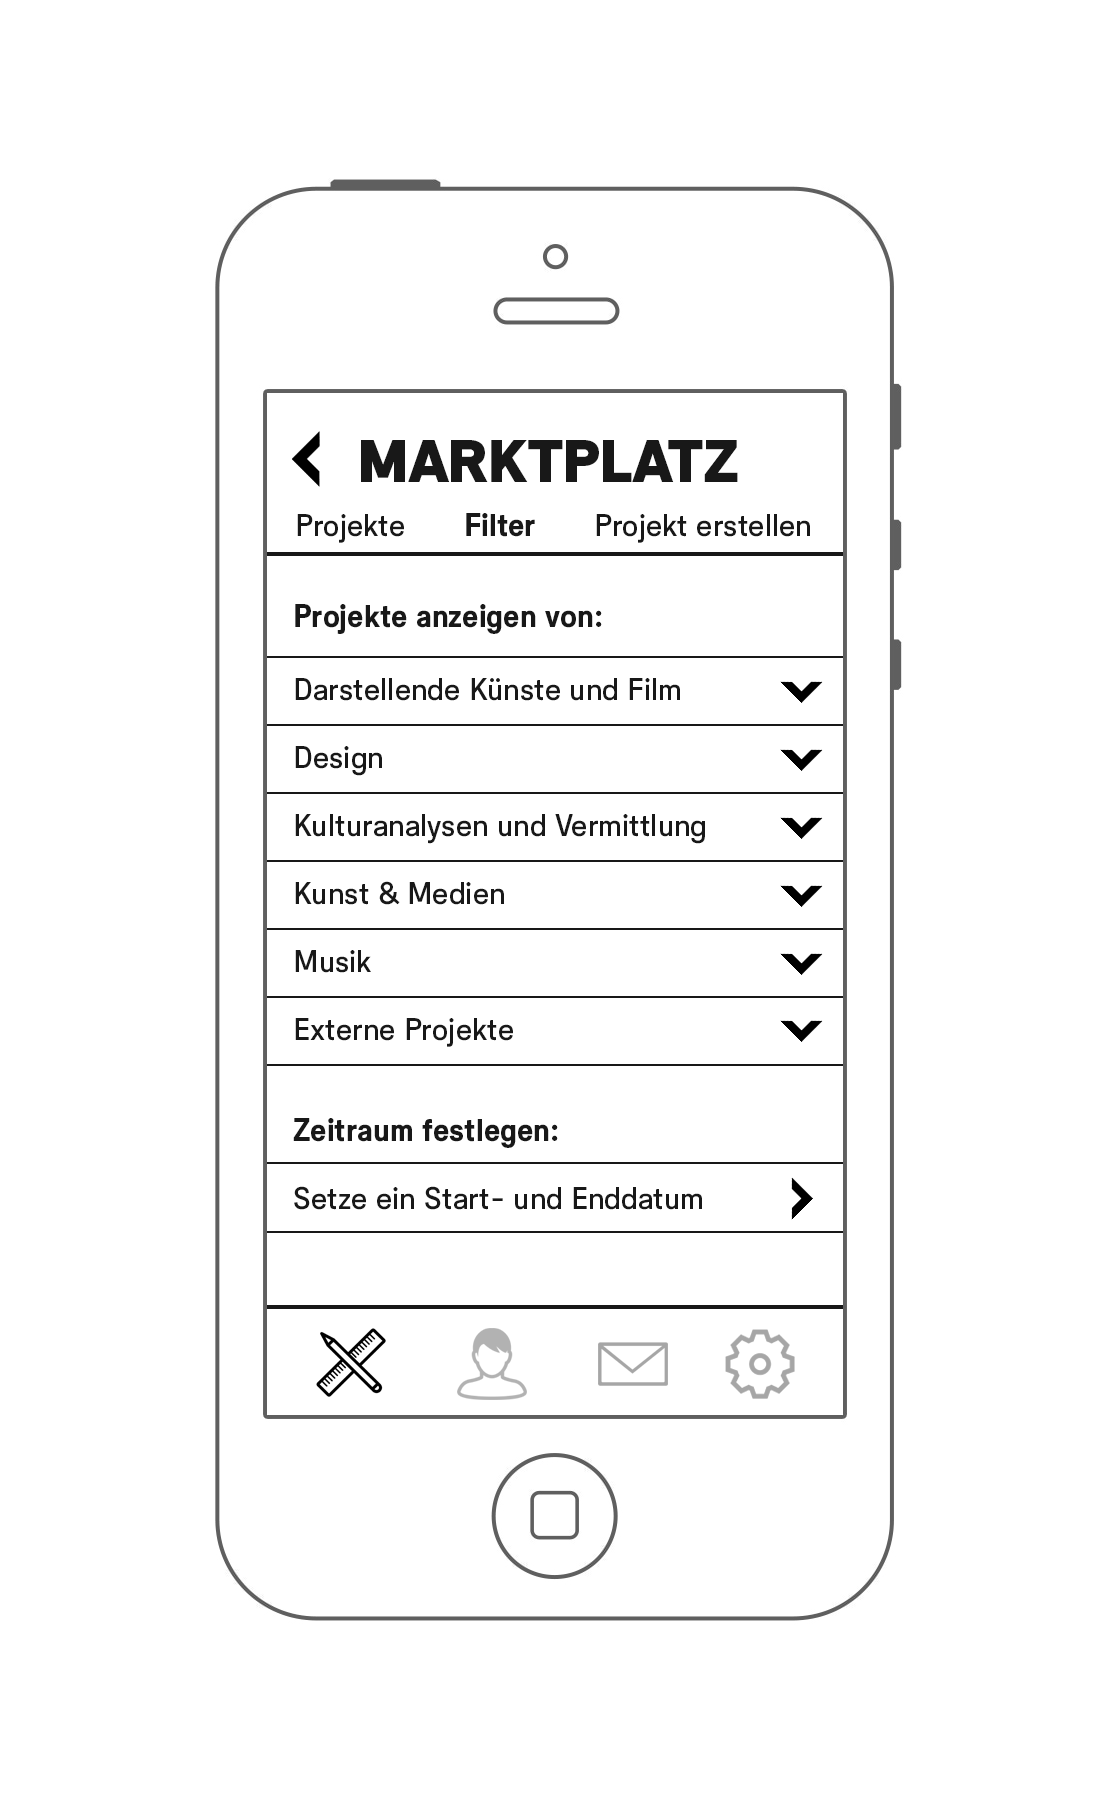 MARKTPLATZ
Projekte Filter Projekt erstellen
Projekte anzeigen von:
Darstellende Künste und Film
Design
Kulturanalysen und Vermittlung
Kunst & Medien
Musik
Externe Projekte
Zeitraum festlegen:
Setze ein Start- und Enddatum